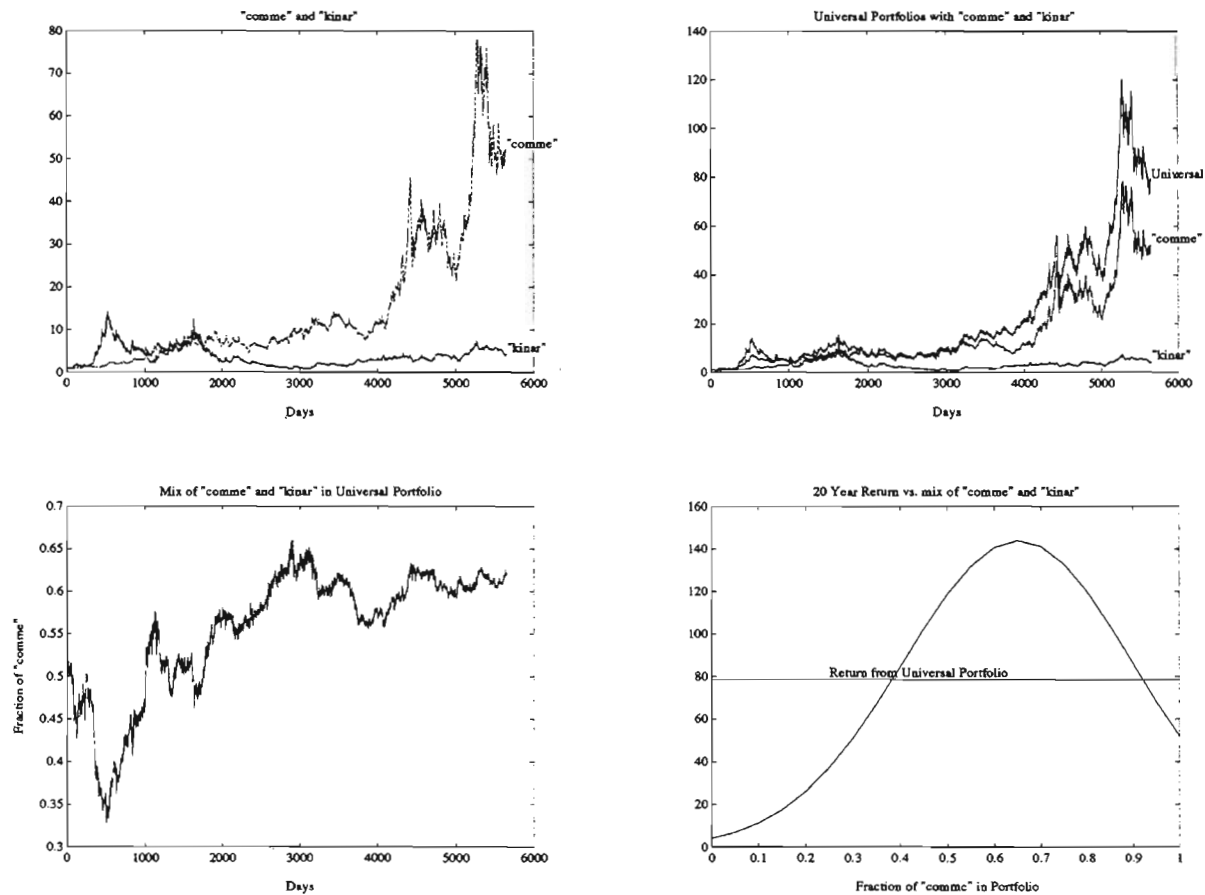 "comme" and "kinar"
80
70
60
50
40
30
20
10
0
"comme"
"kinar"
0 1000 2000 3000 4000 5000 6000
Days
Universal Portfolios with "comme" and "kinar"
140
120
100
80
60
40
20
0
Universal
"comme"
"kinar"
0 1000 2000 3000 4000 5000 6000
Days
Mix of "comme" and "kinar" in Universal Portfolio
Fraction of "comme"
0.7
0.65
0.6
0.55
0.5
0.45
0.4
0.35
0.3
0 1000 2000 3000 4000 5000 6000
Days
20 Year Return vs. mix of "comme" and "kinar"
160
140
120
100
80
60
40
20
0
Return from Universal Portfolio
0 0.1 0.2 0.3 0.4 0.5 0.6 0.7 0.8 0.9 1
Fraction of "comme" in Portfolio